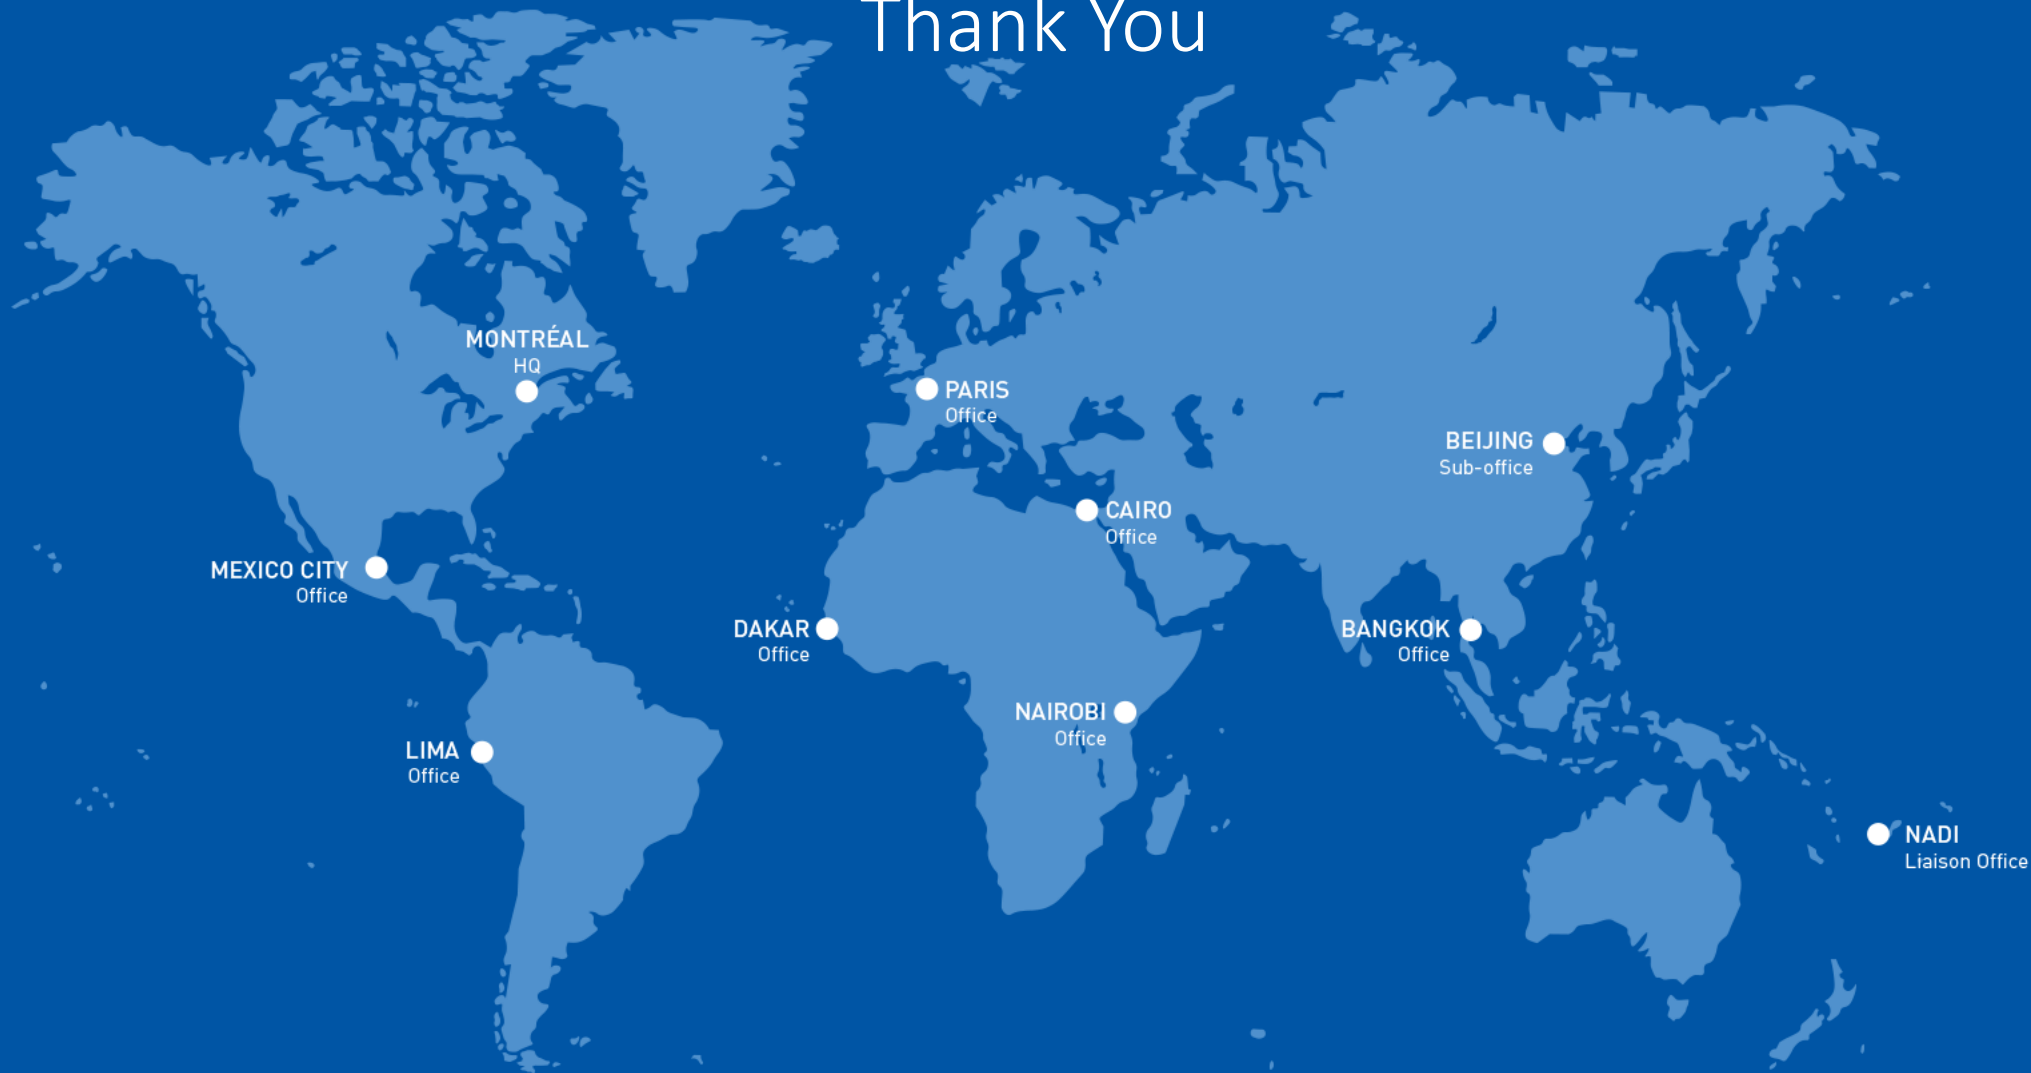 Thank You
MONTRÉAL
HQ
PARIS
Office
BEIJING
Sub-office
CAIRO
Office
MEXICO CITY
Office
DAKAR
Office
BANGKOK
Office
NAIROBI
Office
LIMA
Office
NADI
Liaison Office